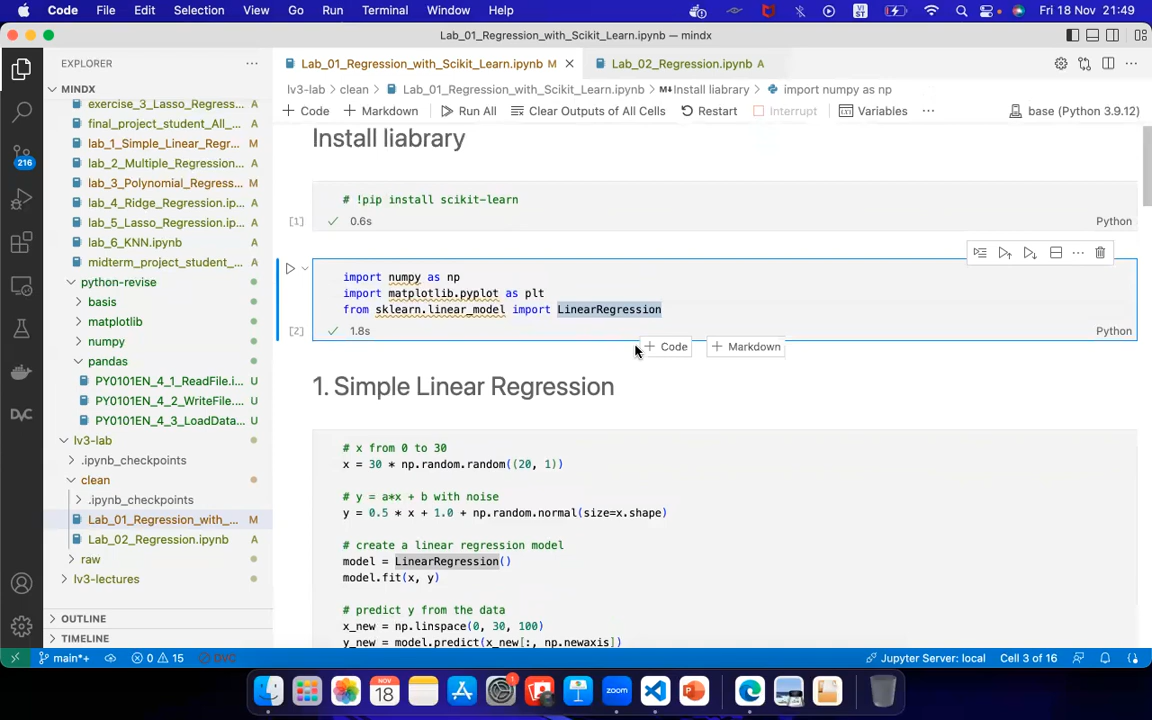 Code File Edit Selection View Go Run Terminal Window Help VI ST Fri 18 Nov 21:49
Lab_01_Regression_with_Scikit_Learn.ipynb — mindx
EXPLORER
Lab_01_Regression_with_Scikit_Learn.ipynb M
Lab_02_Regression.ipynb A
MINDX
lv3-lab > clean > Lab_01_Regression_with_Scikit_Learn.ipynb > M↓Install liabrary > import numpy as np
Code Markdown Run All Clear Outputs of All Cells Restart Interrupt Variables base (Python 3.9.12)
exercise_3_Lasso_Regress...
final_project_student_All_... A
lab_1_Simple_Linear_Regr... M
lab_2_Multiple_Regression... A
lab_3_Polynomial_Regress... M
lab_4_Ridge_Regression.ip... A
lab_5_Lasso_Regression.ip... A
lab_6_KNN.ipynb A
midterm_project_student_... A
python-revise
basis
matplotlib
numpy
pandas
PY0101EN_4_1_ReadFile.i... U
PY0101EN_4_2_WriteFile.... U
PY0101EN_4_3_LoadData... U
lv3-lab
.ipynb_checkpoints
clean
.ipynb_checkpoints
Lab_01_Regression_with_... M
Lab_02_Regression.ipynb A
raw
lv3-lectures
OUTLINE
TIMELINE
216
DVC
Install liabrary
# !pip install scikit-learn
[1] 0.6s Python
import numpy as np
import matplotlib.pyplot as plt
from sklearn.linear_model import LinearRegression
[2] 1.8s Python
Code Markdown
1. Simple Linear Regression
# x from 0 to 30
x = 30 * np.random.random((20, 1))
# y = a*x + b with noise
y = 0.5 * x + 1.0 + np.random.normal(size=x.shape)
# create a linear regression model
model = LinearRegression()
model.fit(x, y)
# predict y from the data
x_new = np.linspace(0, 30, 100)
y_new = model.predict(x_new[:, np.newaxis])
main*+ 0 15 DVC Jupyter Server: local Cell 3 of 16
NOV
18
1
zoom